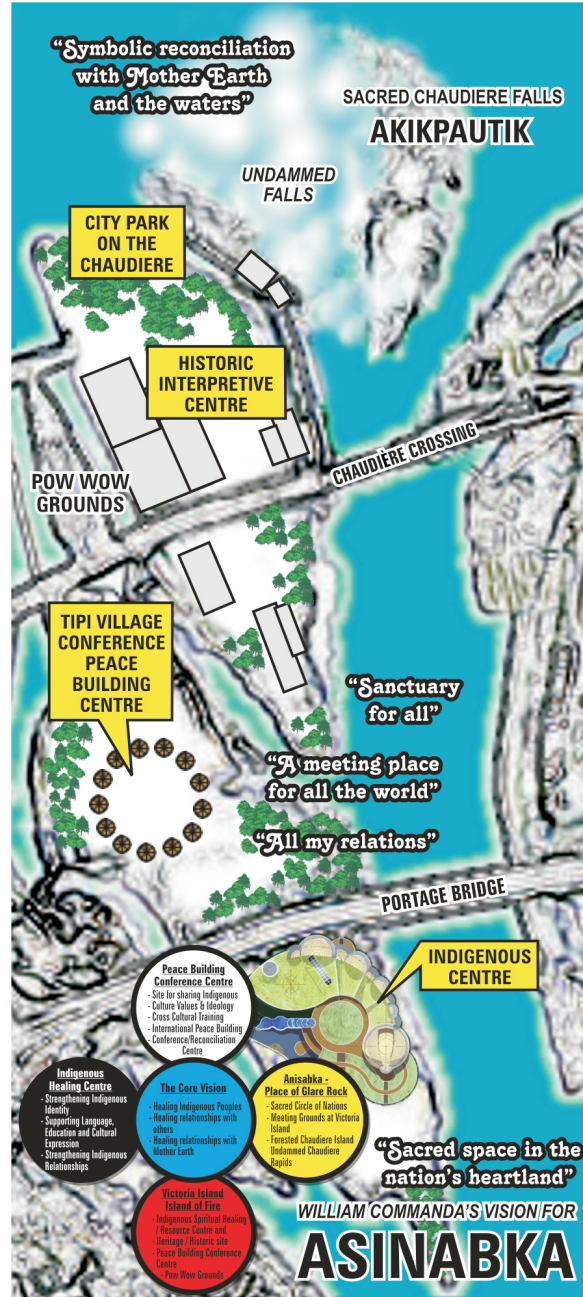 “Symbolic reconciliation
with Mother Earth
and the waters”
SACRED CHAUDIERE FALLS
AKIKPAUTIK
UNDAMMED
FALLS
CITY PARK
ON THE
CHAUDIERE
HISTORIC
INTERPRETIVE
CENTRE
CHAUDIÈRE CROSSING
POW WOW
GROUNDS
TIPI VILLAGE
CONFERENCE
PEACE
BUILDING
CENTRE
“Sanctuary
for all”
“A meeting place
for all the world”
“All my relations”
PORTAGE BRIDGE
INDIGENOUS
CENTRE
Peace Building
Conference Centre
- Site for sharing Indigenous
- Culture Values & Ideology
- Cross Cultural Training
- International Peace Building
- Conference/Reconciliation
Centre
Indigenous
Healing Centre
- Strengthening Indigenous
Identity
- Supporting Language,
Education and Cultural
Expression
- Strengthening Indigenous
Relationships
The Core Vision
- Healing Indigenous Peoples
- Healing relationships with
others
- Healing relationships with
Mother Earth
Anisabka -
Place of Glare Rock
- Sacred Circle of Nations
- Meeting Grounds at Victoria
Island
- Forested Chaudiere Island
Undammed Chaudiere
Rapids
Victoria Island
Island of Fire
- Indigenous Spiritual Healing
/ Resource Centre and
- Heritage / Historic site
- Peace Building Conference
Centre
- Pow Wow Grounds
“Sacred space in the
nation’s heartland”
WILLIAM COMMANDA’S VISION FOR
ASINABKA